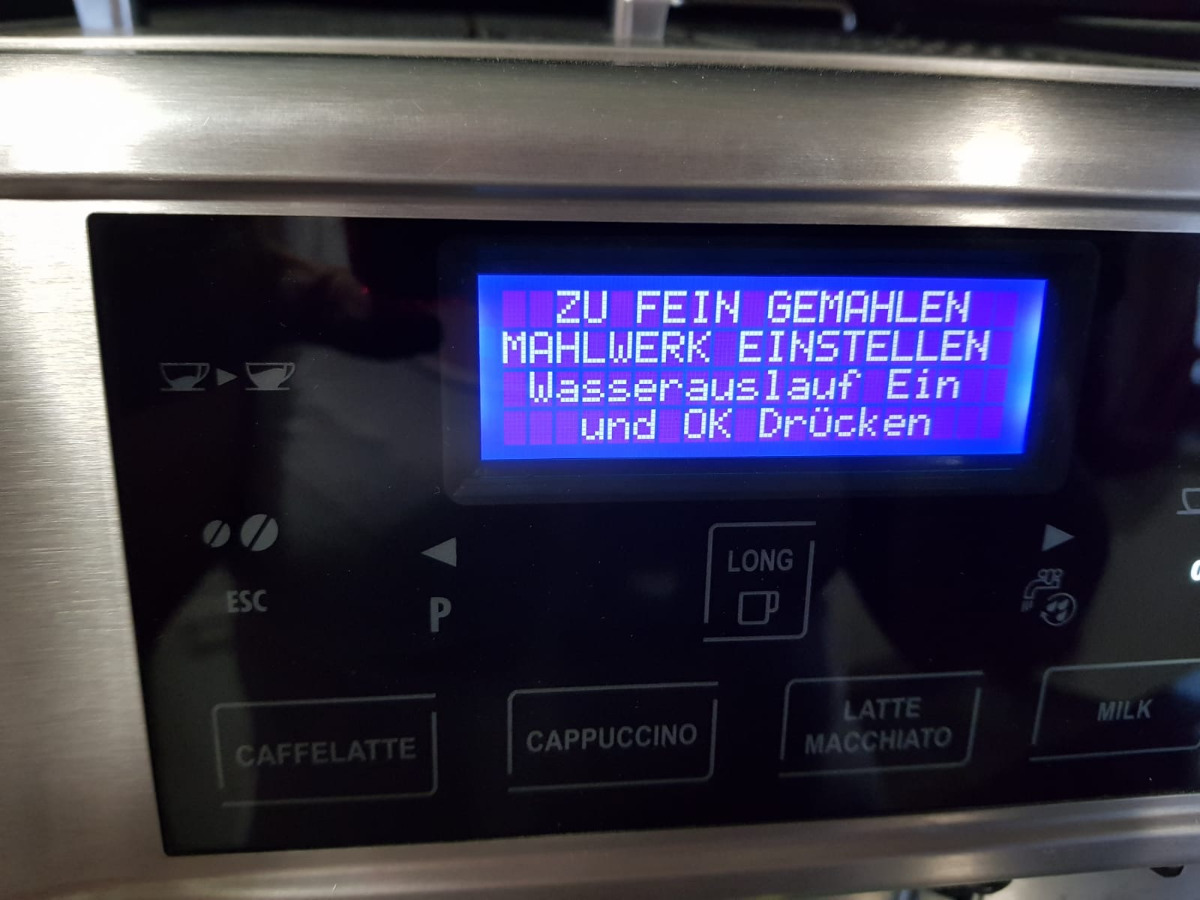 ZU FEIN GEMAHLEN
MAHLWERK EINSTELLEN
Wasserauslauf Ein
und OK Drücken
LONG
ESC
P
CAFFELATTE
CAPPUCCINO
LATTE
MACCHIATO
MILK